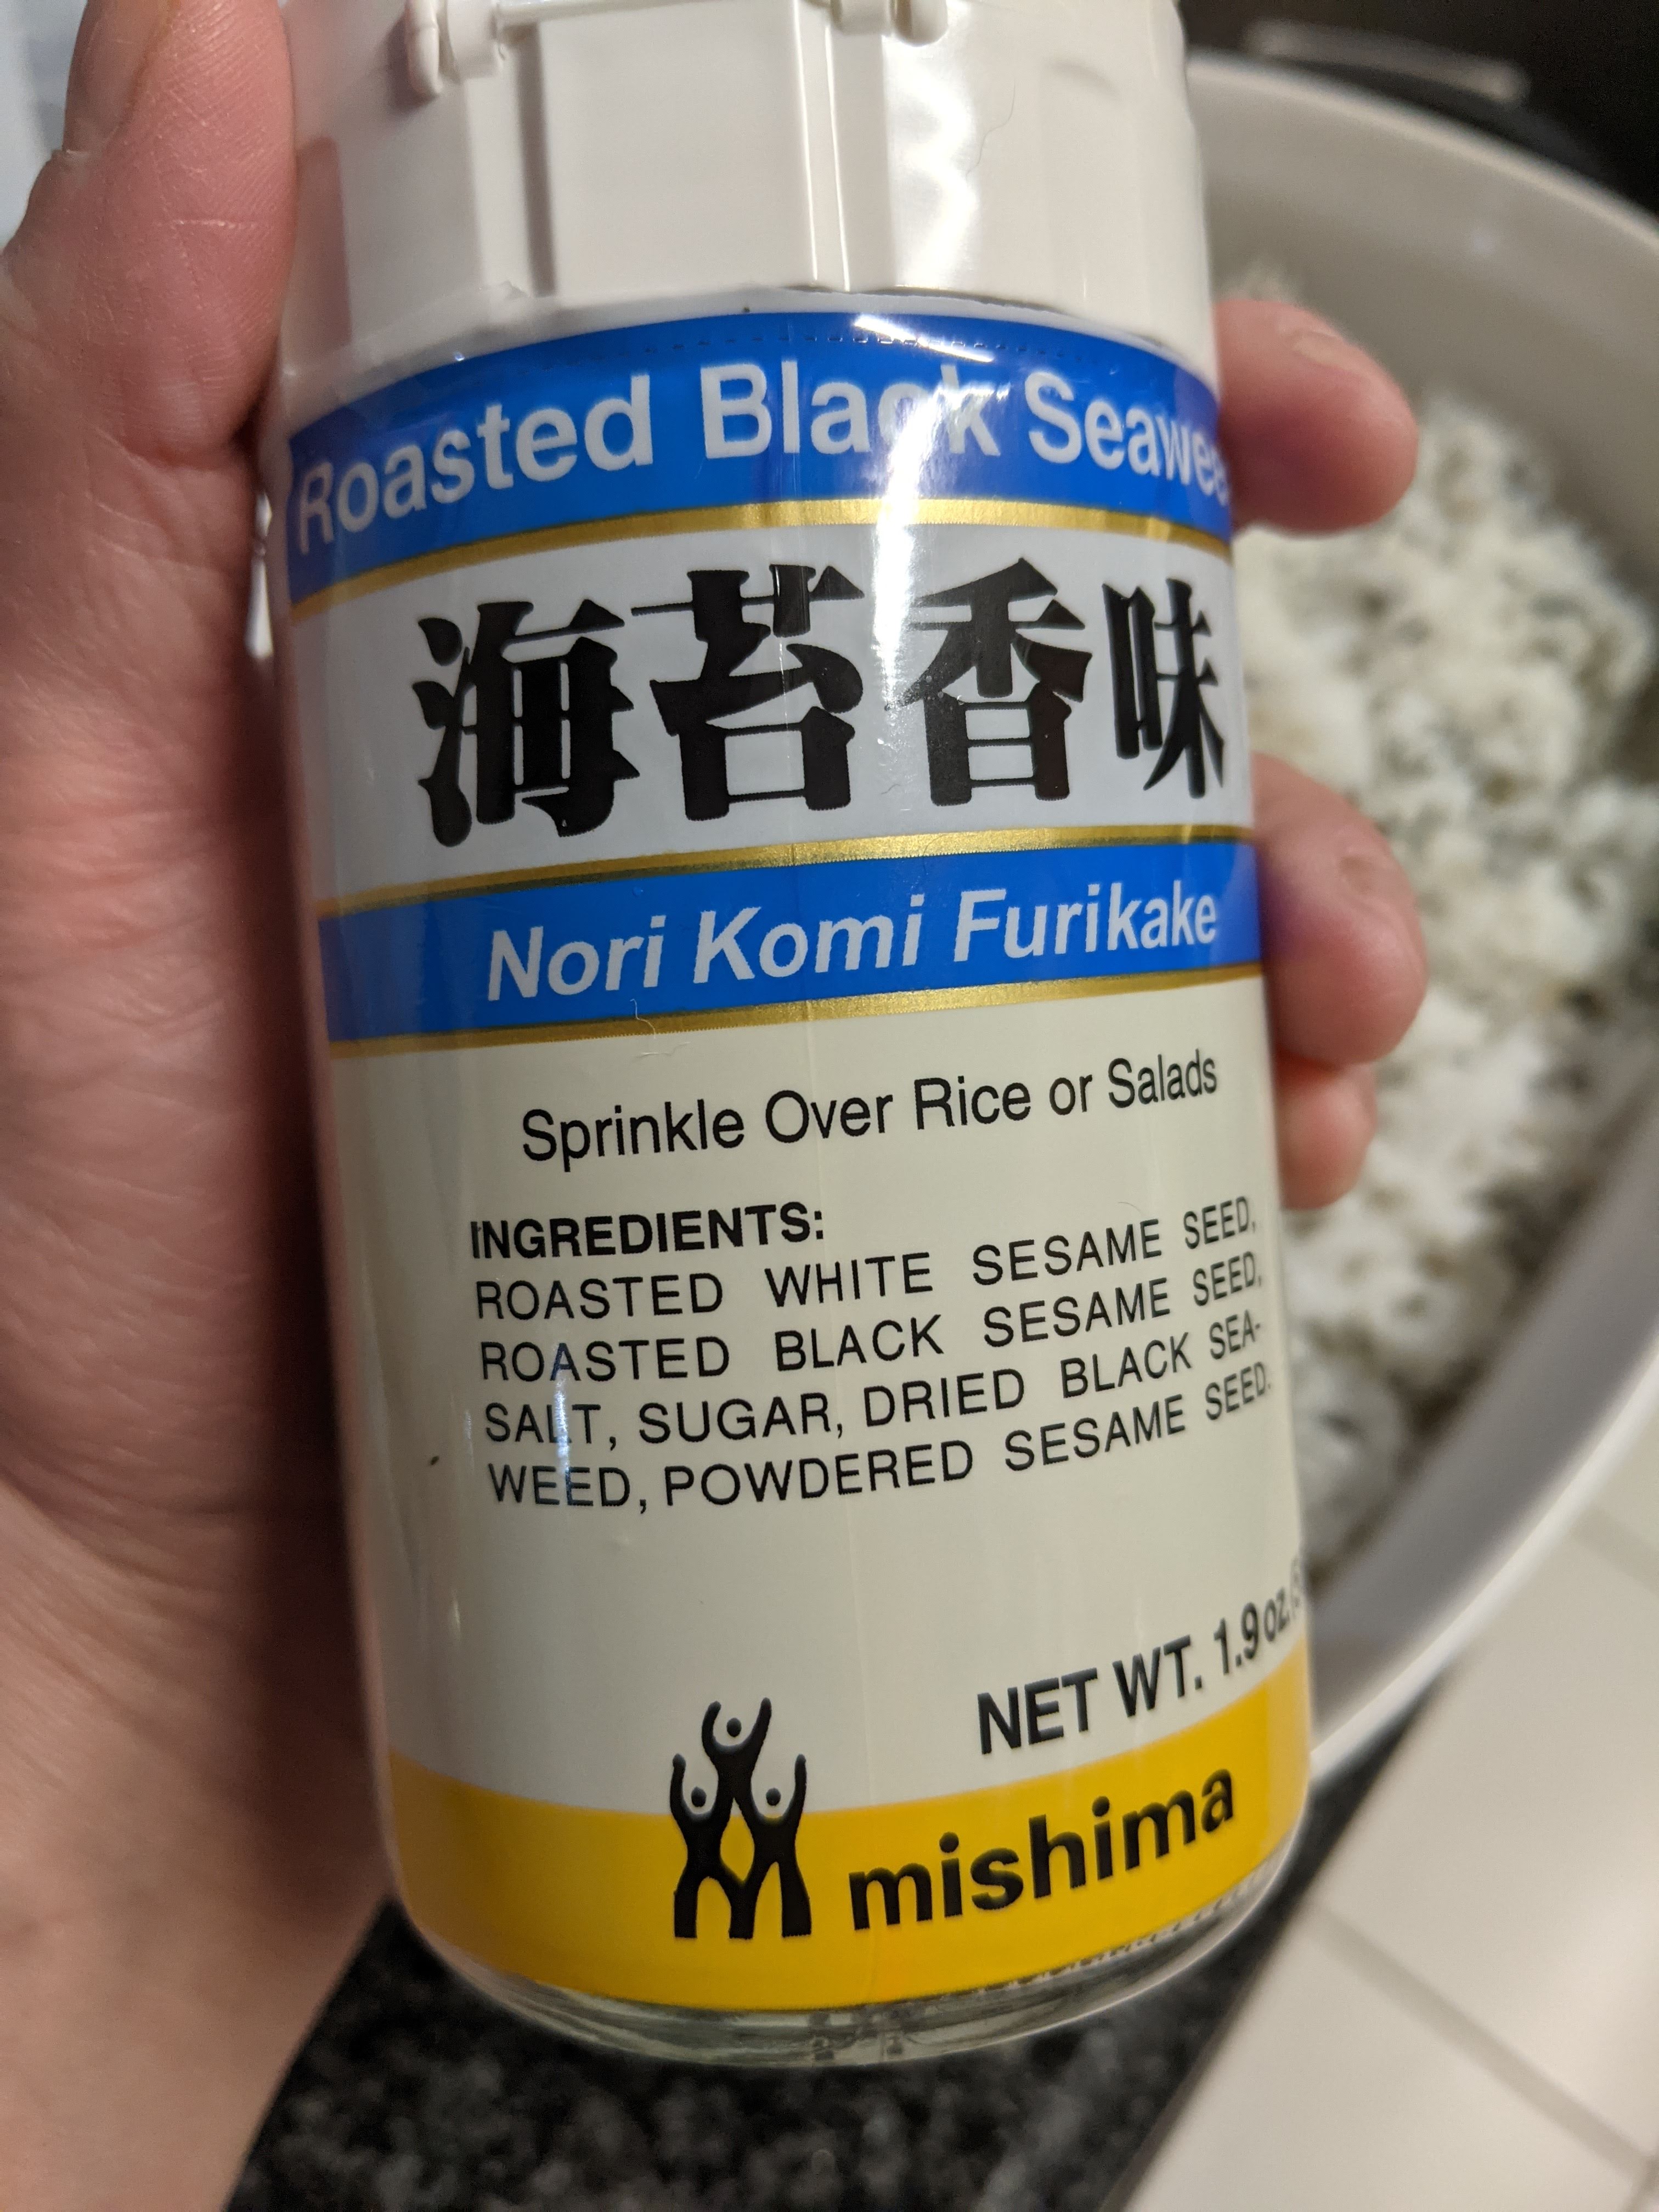 Roasted Black Seawee
海苔香味
Nori Komi Furikake
Sprinkle Over Rice or Salads
INGREDIENTS:
ROASTED WHITE SESAME SEED,
ROASTED BLACK SESAME SEED,
SALT, SUGAR, DRIED BLACK SEA-
WEED, POWDERED SESAME SEED.
NET WT. 1.9 oz.
mishima